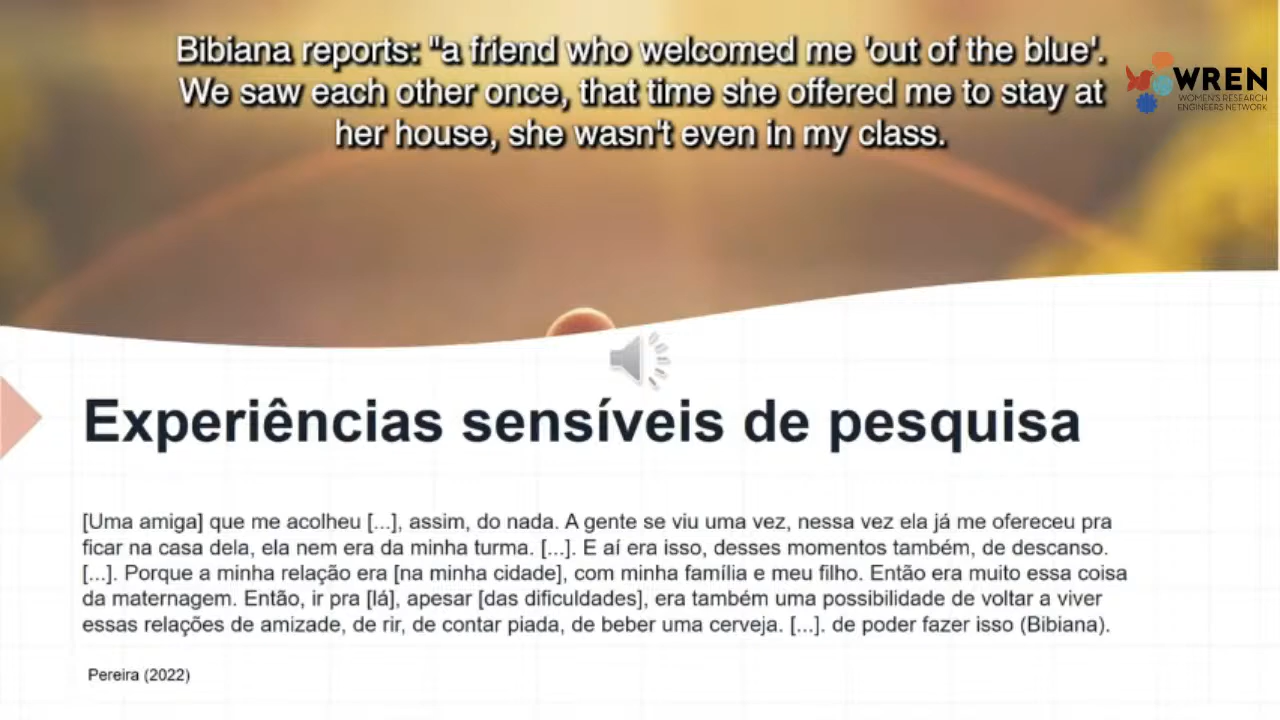 Bibiana reports: "a friend who welcomed me 'out of the blue'.
We saw each other once, that time she offered me to stay at
her house, she wasn't even in my class.
WREN
WOMEN'S RESEARCH
ENGINEERS NETWORK
Experiências sensíveis de pesquisa
[Uma amiga] que me acolheu [...], assim, do nada. A gente se viu uma vez, nessa vez ela já me ofereceu pra
ficar na casa dela, ela nem era da minha turma. [...]. E aí era isso, desses momentos também, de descanso.
[...]. Porque a minha relação era [na minha cidade], com minha família e meu filho. Então era muito essa coisa
da maternagem. Então, ir pra [lá], apesar [das dificuldades], era também uma possibilidade de voltar a viver
essas relações de amizade, de rir, de contar piada, de beber uma cerveja. [...]. de poder fazer isso (Bibiana).
Pereira (2022)